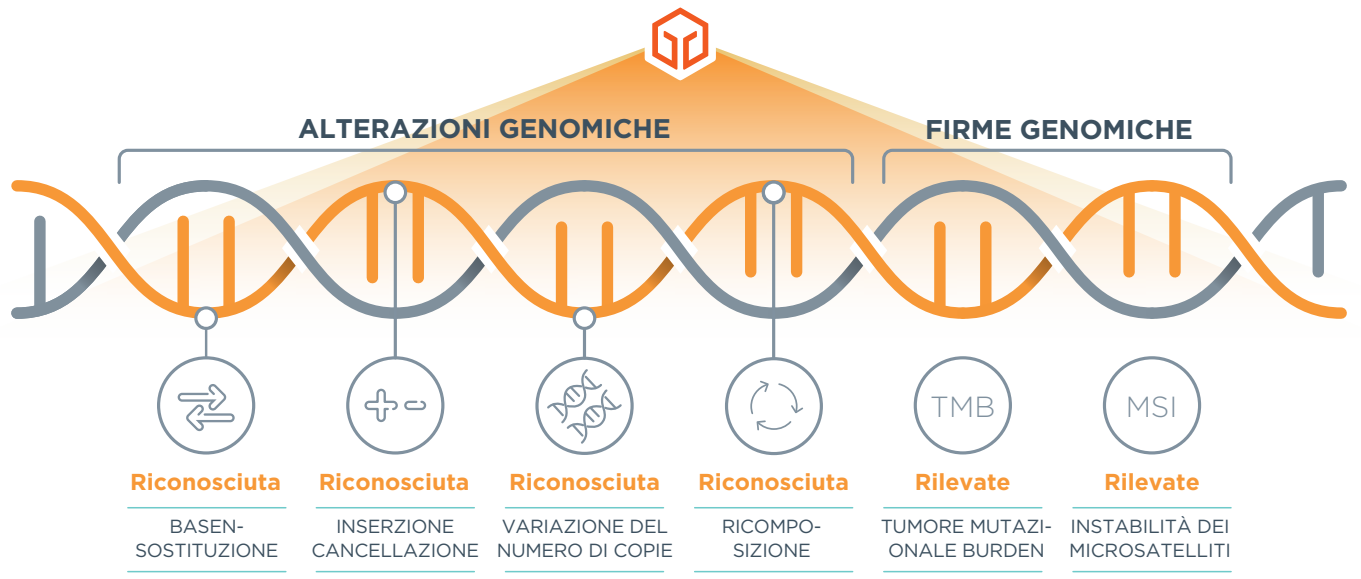 ALTERAZIONI GENOMICHE
FIRME GENOMICHE
TMB
MSI
Riconosciuta
Riconosciuta
Riconosciuta
Riconosciuta
Rilevate
Rilevate
BASEN-
SOSTITUZIONE
INSERZIONE
CANCELLAZIONE
VARIAZIONE DEL
NUMERO DI COPIE
RICOMPO-
SIZIONE
TUMORE MUTAZI-
ONALE BURDEN
INSTABILITÀ DEI
MICROSATELLITI